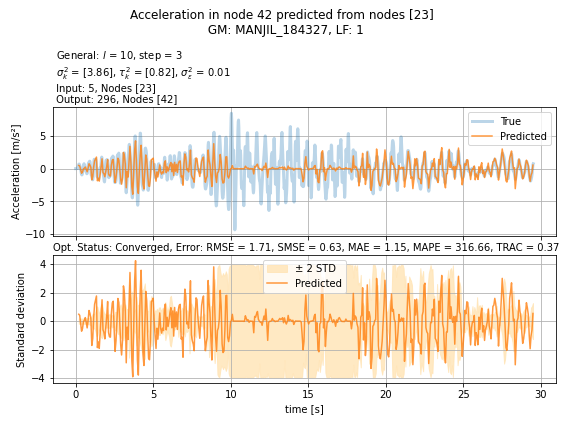 Acceleration in node 42 predicted from nodes [23]
GM: MANJIL_184327, LF: 1
General: l = 10, step = 3
σ²ₖ = [3.86], τ²ₖ = [0.82], σ²ₑ = 0.01
Input: 5, Nodes [23]
Output: 296, Nodes [42]
Acceleration [m/s²]
5
0
−5
−10
True
Predicted
Opt. Status: Converged, Error: RMSE = 1.71, SMSE = 0.63, MAE = 1.15, MAPE = 316.66, TRAC = 0.37
Standard deviation
4
2
0
−2
−4
± 2 STD
Predicted
0 5 10 15 20 25 30
time [s]